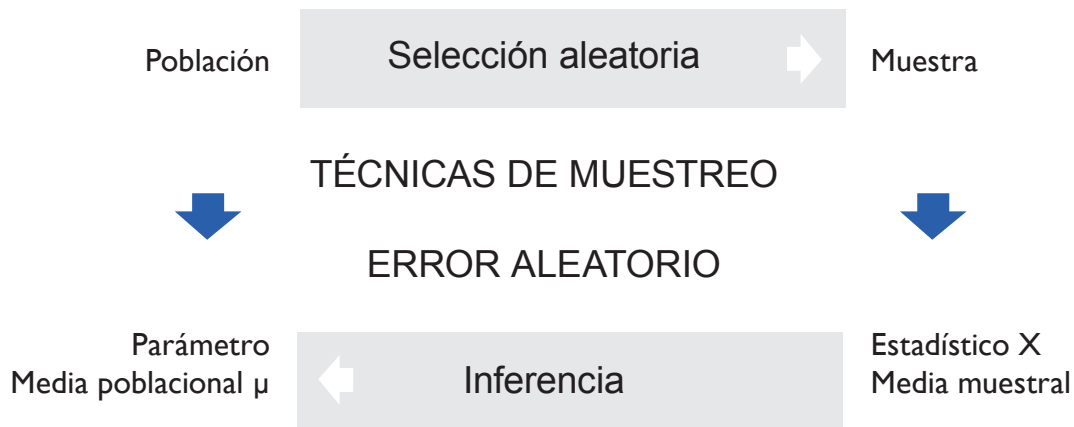 Población
Selección aleatoria
Muestra
TÉCNICAS DE MUESTREO
ERROR ALEATORIO
Parámetro
Media poblacional µ
Inferencia
Estadístico X
Media muestral